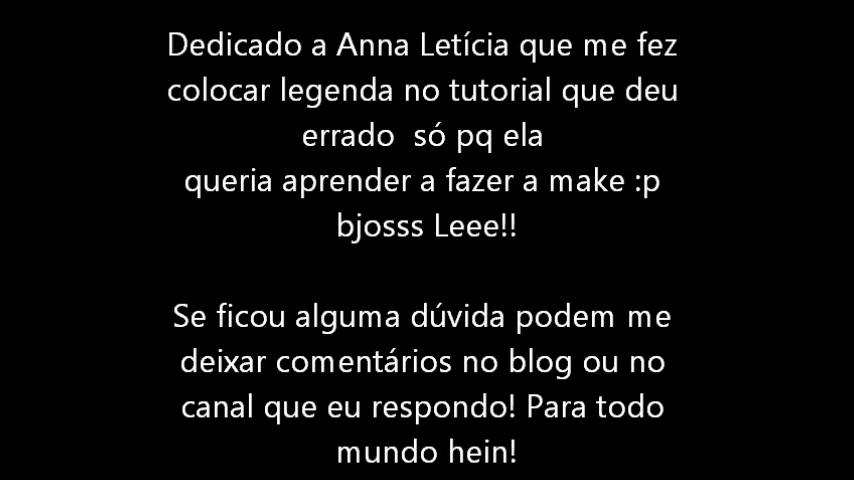 Dedicado a Anna Letícia que me fez
colocar legenda no tutorial que deu
errado  só pq ela
queria aprender a fazer a make :p
bjosss Leee!!
Se ficou alguma dúvida podem me
deixar comentários no blog ou no
canal que eu respondo! Para todo
mundo hein!